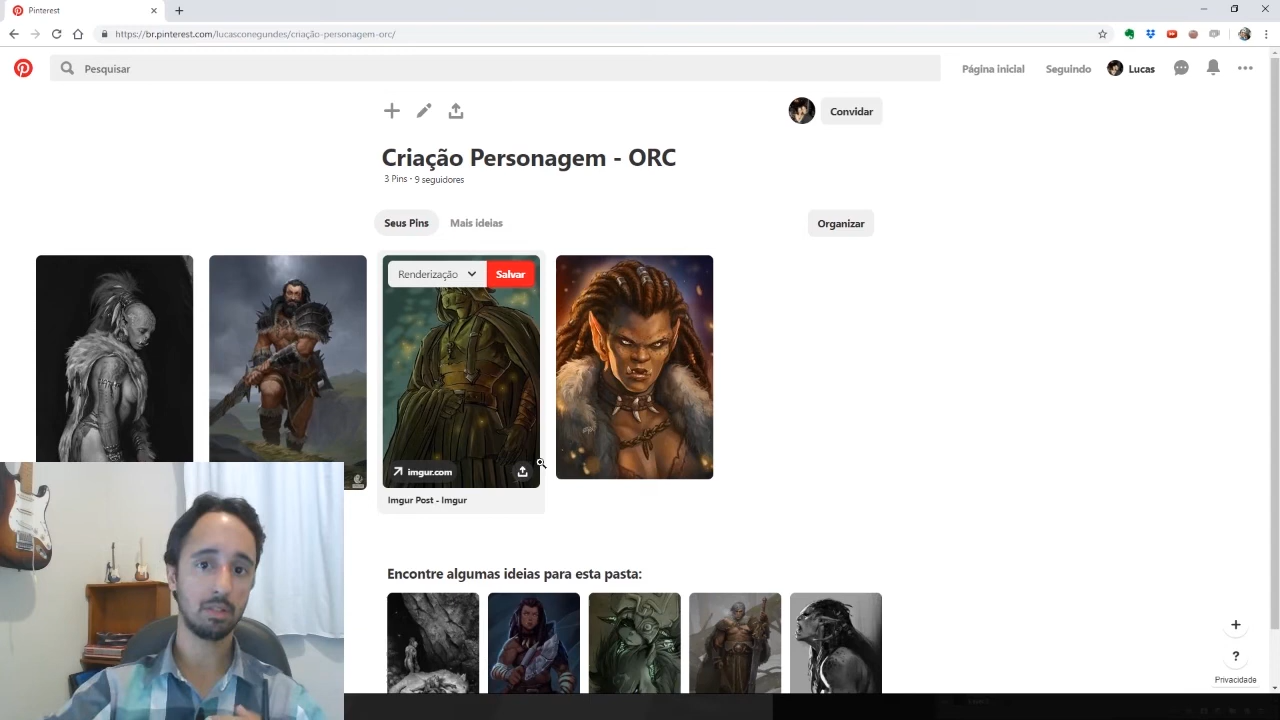 Pinterest
https://br.pinterest.com/lucasconegundes/criação-personagem-orc/
Pesquisar
Página inicial
Seguindo
Lucas
Convidar
Criação Personagem - ORC
3 Pins · 9 seguidores
Seus Pins
Mais ideias
Organizar
Renderização
Salvar
imgur.com
Imgur Post - Imgur
Encontre algumas ideias para esta pasta:
+
?
Privacidade